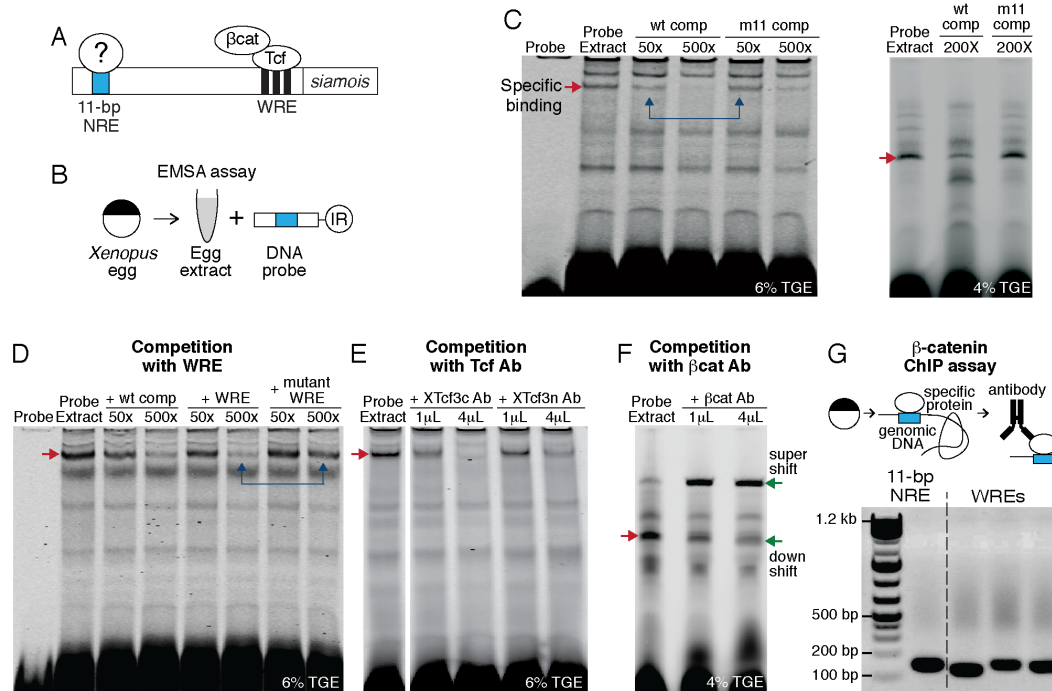 A
?
βcat
Tcf
siamois
11-bp
NRE
WRE
B
EMSA assay
+
IR
Xenopus
egg
Egg
extract
DNA
probe
C
Probe
Probe
Extract
wt comp
50x 500x
m11 comp
50x 500x
Specific
binding
6% TGE
Probe
Extract
wt
comp
200X
m11
comp
200X
4% TGE
D
Competition
with WRE
Probe
Probe
Extract
+ wt comp
50x 500x
+ WRE
50x 500x
+ mutant
WRE
50x 500x
6% TGE
E
Competition
with Tcf Ab
Probe
Extract
+ XTcf3c Ab
1µL 4µL
+ XTcf3n Ab
1µL 4µL
6% TGE
F
Competition
with βcat Ab
Probe
Extract
+ βcat Ab
1µL 4µL
super
shift
down
shift
4% TGE
G
β-catenin
ChIP assay
specific
protein
antibody
genomic
DNA
11-bp
NRE
WREs
1.2 kb
500 bp
200 bp
100 bp